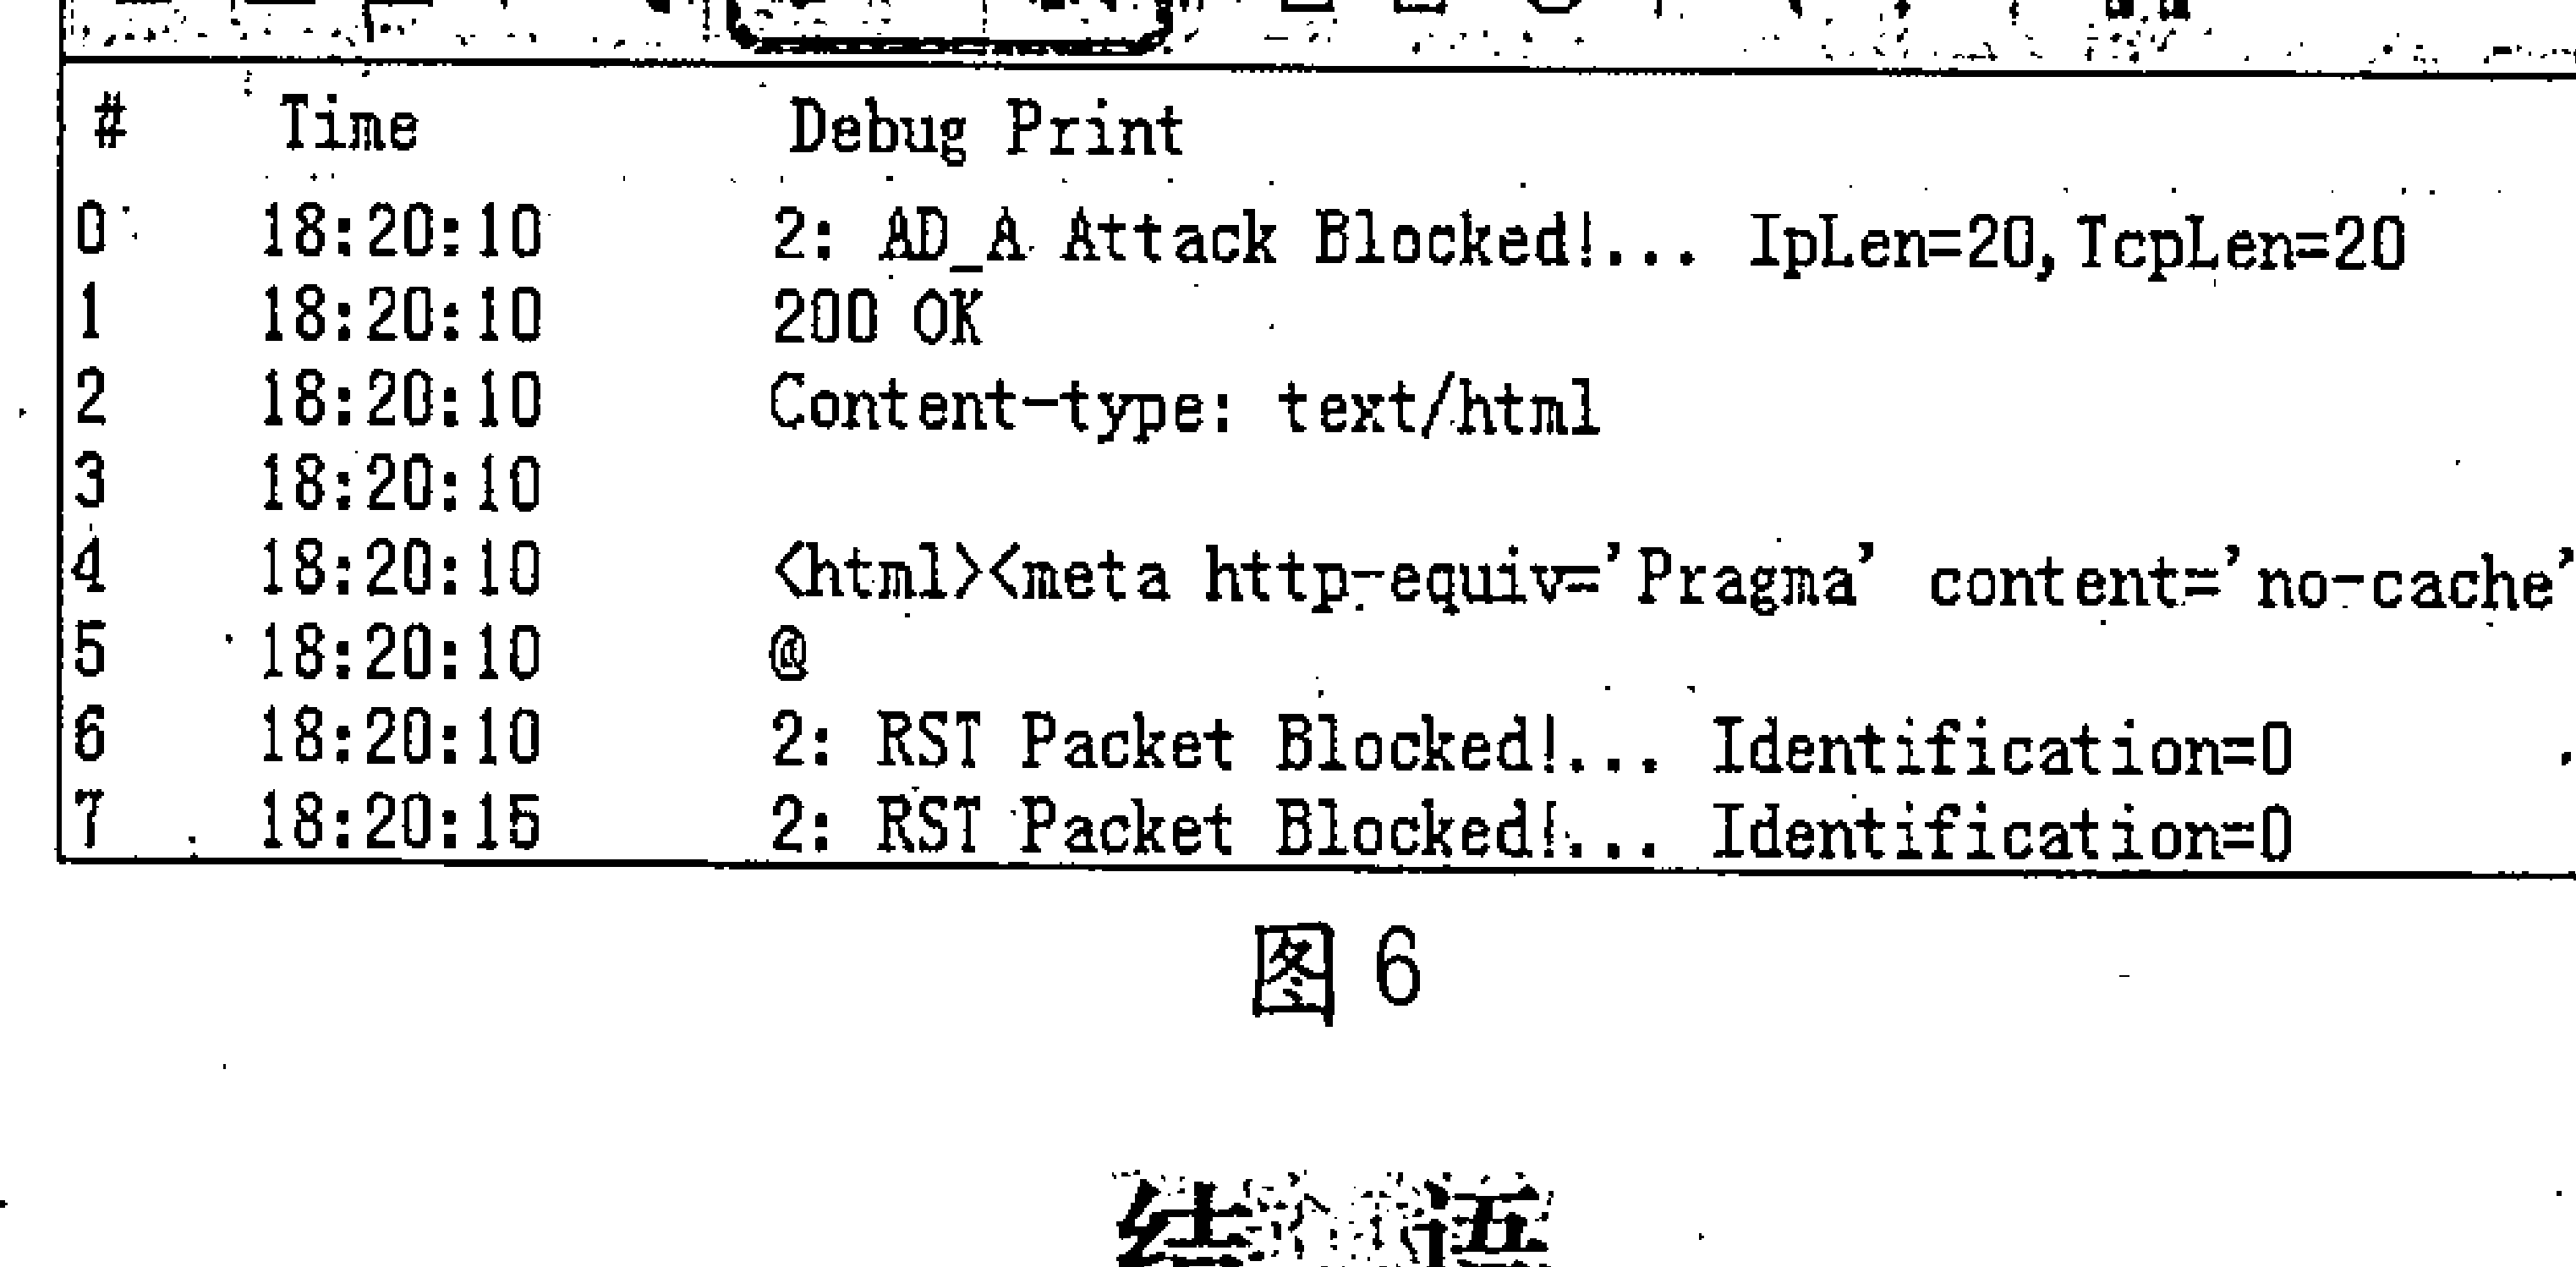 # Time Debug Print
0 18:20:10 2: AD_A Attack Blocked!... IpLen=20,TcpLen=20
1 18:20:10 200 OK
2 18:20:10 Content-type: text/html
3 18:20:10
4 18:20:10 <html><meta http-equiv='Pragma' content='no-cache'
5 18:20:10 @
6 18:20:10 2: RST Packet Blocked!... Identification=0
7 18:20:15 2: RST Packet Blocked!... Identification=0
图 6
结 语